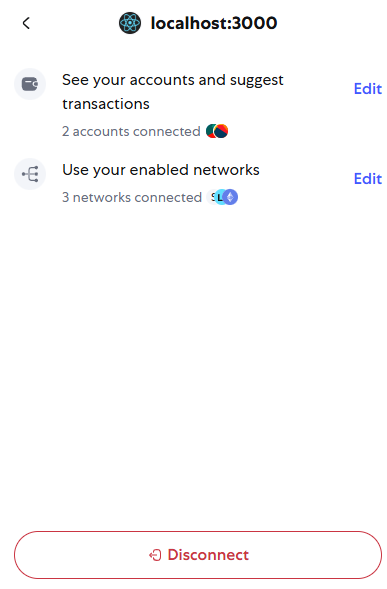 localhost:3000
See your accounts and suggest
transactions
Edit
2 accounts connected
Use your enabled networks
Edit
3 networks connected
Disconnect